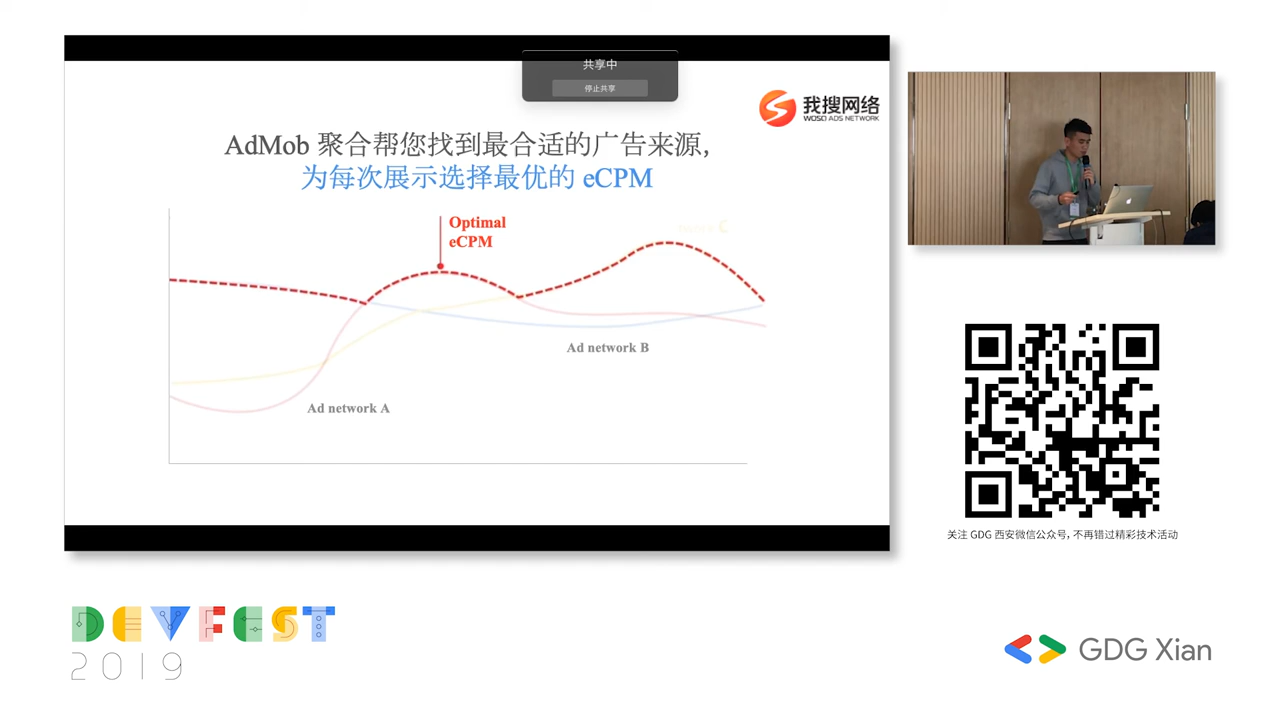 共享中
停止共享
我搜网络
WOSO ADS NETWORK
AdMob 聚合帮您找到最合适的广告来源,
为每次展示选择最优的 eCPM
Optimal
eCPM
Ad network B
Ad network A
关注 GDG 西安微信公众号, 不再错过精彩技术活动
DEVFEST
2019
GDG Xian